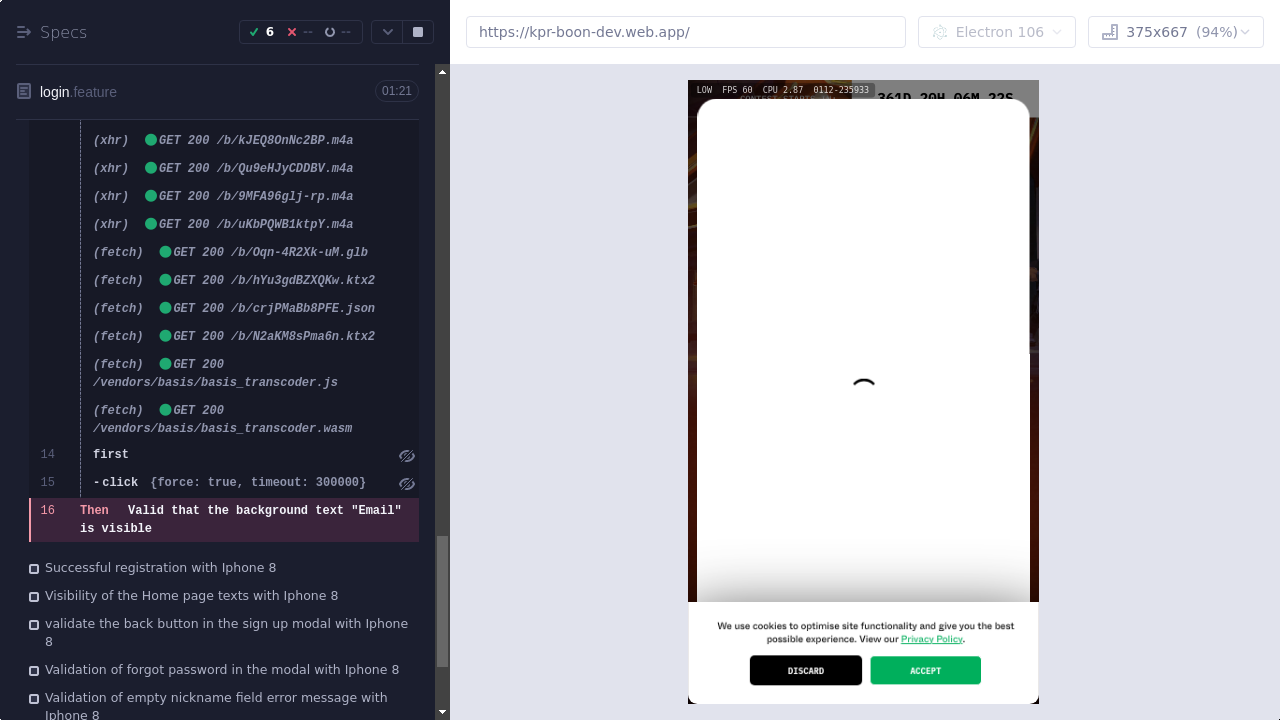 Specs
6
--
--
https://kpr-boon-dev.web.app/
Electron 106
375x667 (94%)
login.feature
01:21
(xhr) GET 200 /b/kJEQ8OnNc2BP.m4a
(xhr) GET 200 /b/Qu9eHJyCDDBV.m4a
(xhr) GET 200 /b/9MFA96glj-rp.m4a
(xhr) GET 200 /b/uKbPQWB1ktpY.m4a
(fetch) GET 200 /b/Oqn-4R2Xk-uM.glb
(fetch) GET 200 /b/hYu3gdBZXQKw.ktx2
(fetch) GET 200 /b/crjPMaBb8PFE.json
(fetch) GET 200 /b/N2aKM8sPma6n.ktx2
(fetch) GET 200
/vendors/basis/basis_transcoder.js
(fetch) GET 200
/vendors/basis/basis_transcoder.wasm
14 first
15 -click {force: true, timeout: 300000}
16 Then Valid that the background text "Email"
is visible
Successful registration with Iphone 8
Visibility of the Home page texts with Iphone 8
validate the back button in the sign up modal with Iphone
8
Validation of forgot password in the modal with Iphone 8
Validation of empty nickname field error message with
Iphone 8
LOW FPS 60 CPU 2.87 0112-235933
CONTEST STARTS IN:
361D 20H 06M 22S
We use cookies to optimise site functionality and give you the best
possible experience. View our Privacy Policy.
DISCARD
ACCEPT